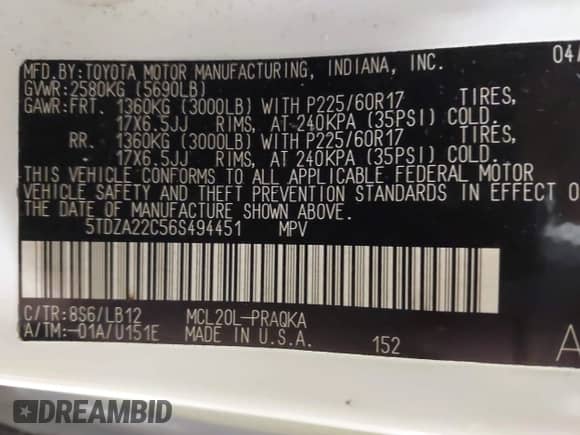 MFD.BY:TOYOTA MOTOR MANUFACTURING, INDIANA, INC. 04/
GVWR:2580KG (5690LB)
GAWR:FRT. 1360KG (3000LB) WITH P225/60R17 TIRES,
17X6.5JJ RIMS, AT 240KPA (35PSI) COLD.
RR. 1360KG (3000LB) WITH P225/60R17 TIRES,
17X6.5JJ RIMS, AT 240KPA (35PSI) COLD.
THIS VEHICLE CONFORMS TO ALL APPLICABLE FEDERAL MOTOR
VEHICLE SAFETY AND THEFT PREVENTION STANDARDS IN EFFECT O
THE DATE OF MANUFACTURE SHOWN ABOVE.
5TDZA22C56S494451 MPV
C/TR:8S6/LB12 MCL20L-PRAQKA
A/TM:-01A/U151E MADE IN U.S.A. 152 A
DREAMBID